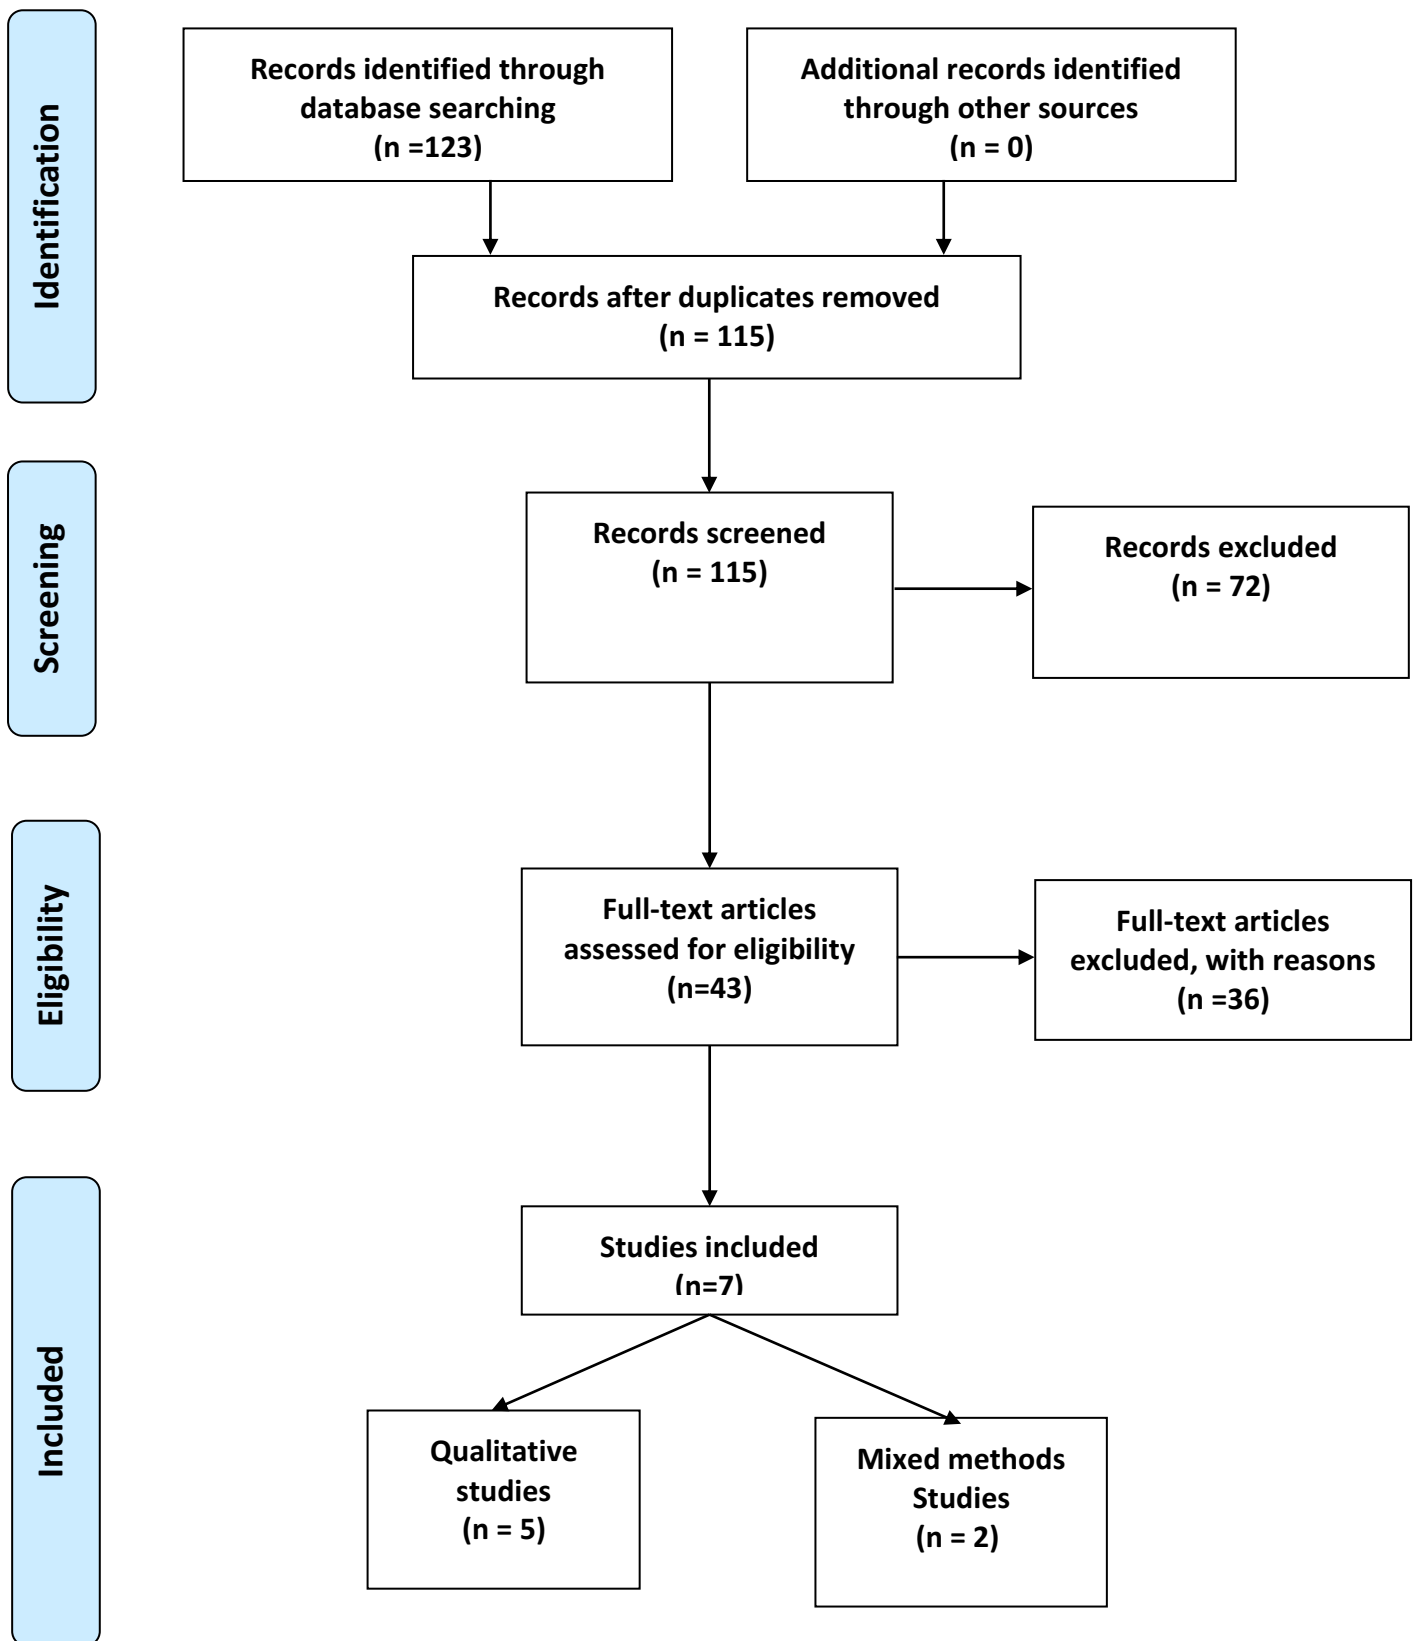 Identification
Records identified through
database searching
(n =123)
Additional records identified
through other sources
(n = 0)
Records after duplicates removed
(n = 115)
Screening
Records screened
(n = 115)
Records excluded
(n = 72)
Eligibility
Full-text articles
assessed for eligibility
(n=43)
Full-text articles
excluded, with reasons
(n =36)
Included
Studies included
(n=7)
Qualitative
studies
(n = 5)
Mixed methods
Studies
(n = 2)